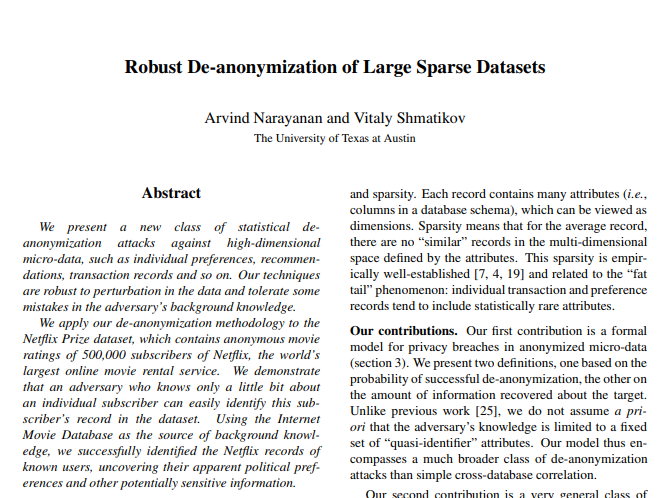 Robust De-anonymization of Large Sparse Datasets
Arvind Narayanan and Vitaly Shmatikov
The University of Texas at Austin
Abstract
We present a new class of statistical de-
anonymization attacks against high-dimensional
micro-data, such as individual preferences, recommen-
dations, transaction records and so on. Our techniques
are robust to perturbation in the data and tolerate some
mistakes in the adversary's background knowledge.
We apply our de-anonymization methodology to the
Netflix Prize dataset, which contains anonymous movie
ratings of 500,000 subscribers of Netflix, the world's
largest online movie rental service. We demonstrate
that an adversary who knows only a little bit about
an individual subscriber can easily identify this sub-
scriber's record in the dataset. Using the Internet
Movie Database as the source of background knowl-
edge, we successfully identified the Netflix records of
known users, uncovering their apparent political pref-
erences and other potentially sensitive information.
and sparsity. Each record contains many attributes (i.e.,
columns in a database schema), which can be viewed as
dimensions. Sparsity means that for the average record,
there are no “similar” records in the multi-dimensional
space defined by the attributes. This sparsity is empir-
ically well-established [7, 4, 19] and related to the “fat
tail” phenomenon: individual transaction and preference
records tend to include statistically rare attributes.
Our contributions. Our first contribution is a formal
model for privacy breaches in anonymized micro-data
(section 3). We present two definitions, one based on the
probability of successful de-anonymization, the other on
the amount of information recovered about the target.
Unlike previous work [25], we do not assume a pri-
ori that the adversary's knowledge is limited to a fixed
set of “quasi-identifier” attributes. Our model thus en-
compasses a much broader class of de-anonymization
attacks than simple cross-database correlation.
Our second contribution is a very general class of